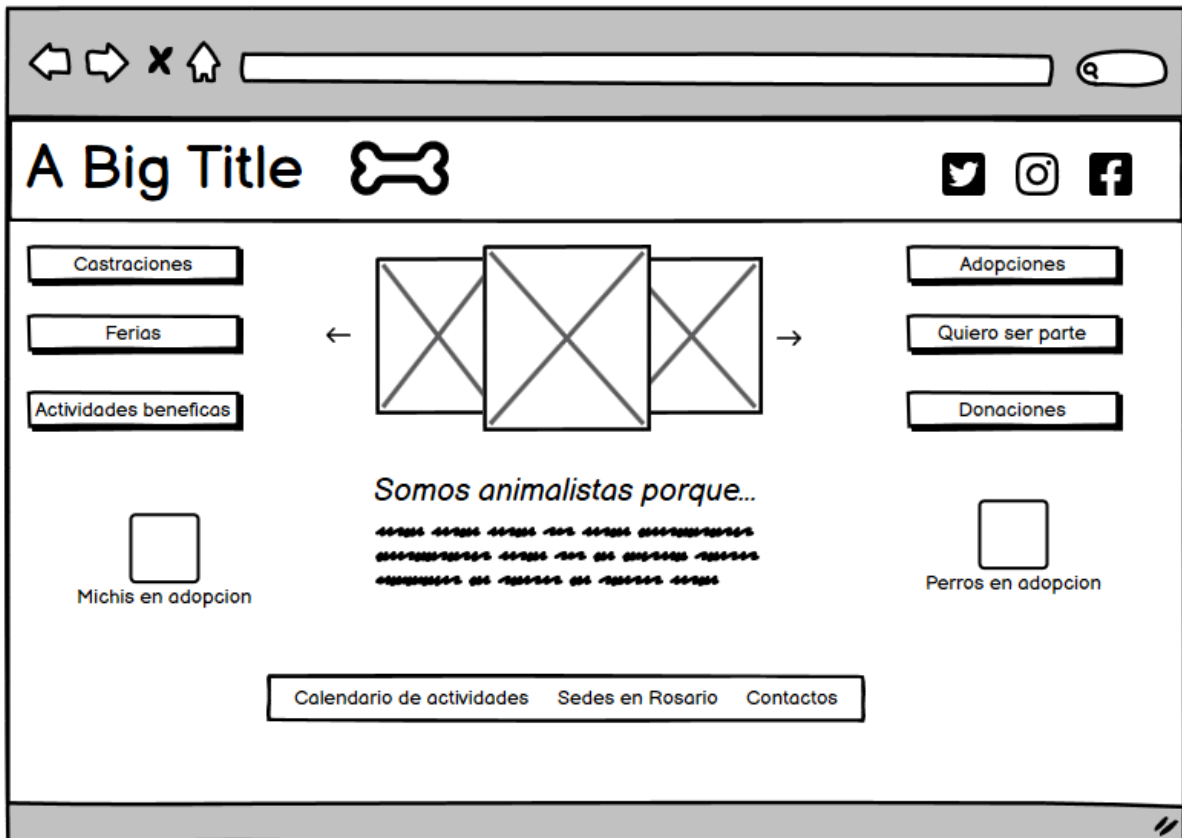 A Big Title
Castraciones
Adopciones
Ferias
Quiero ser parte
Actividades beneficas
Donaciones
Somos animalistas porque...
Michis en adopcion
Perros en adopcion
Calendario de actividades Sedes en Rosario Contactos